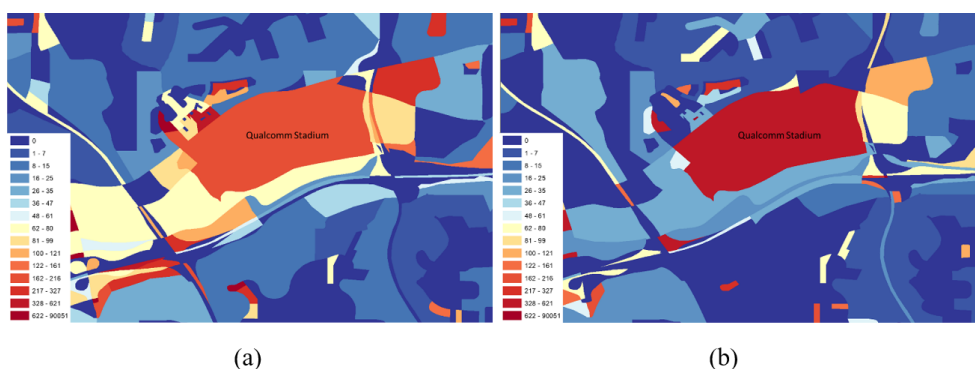 Qualcomm Stadium
0
1 - 7
8 - 15
16 - 25
26 - 35
36 - 47
48 - 61
62 - 80
81 - 99
100 - 121
122 - 161
162 - 216
217 - 327
328 - 621
622 - 90051
(a)
Qualcomm Stadium
0
1 - 7
8 - 15
16 - 25
26 - 35
36 - 47
48 - 61
62 - 80
81 - 99
100 - 121
122 - 161
162 - 216
217 - 327
328 - 621
622 - 90051
(b)